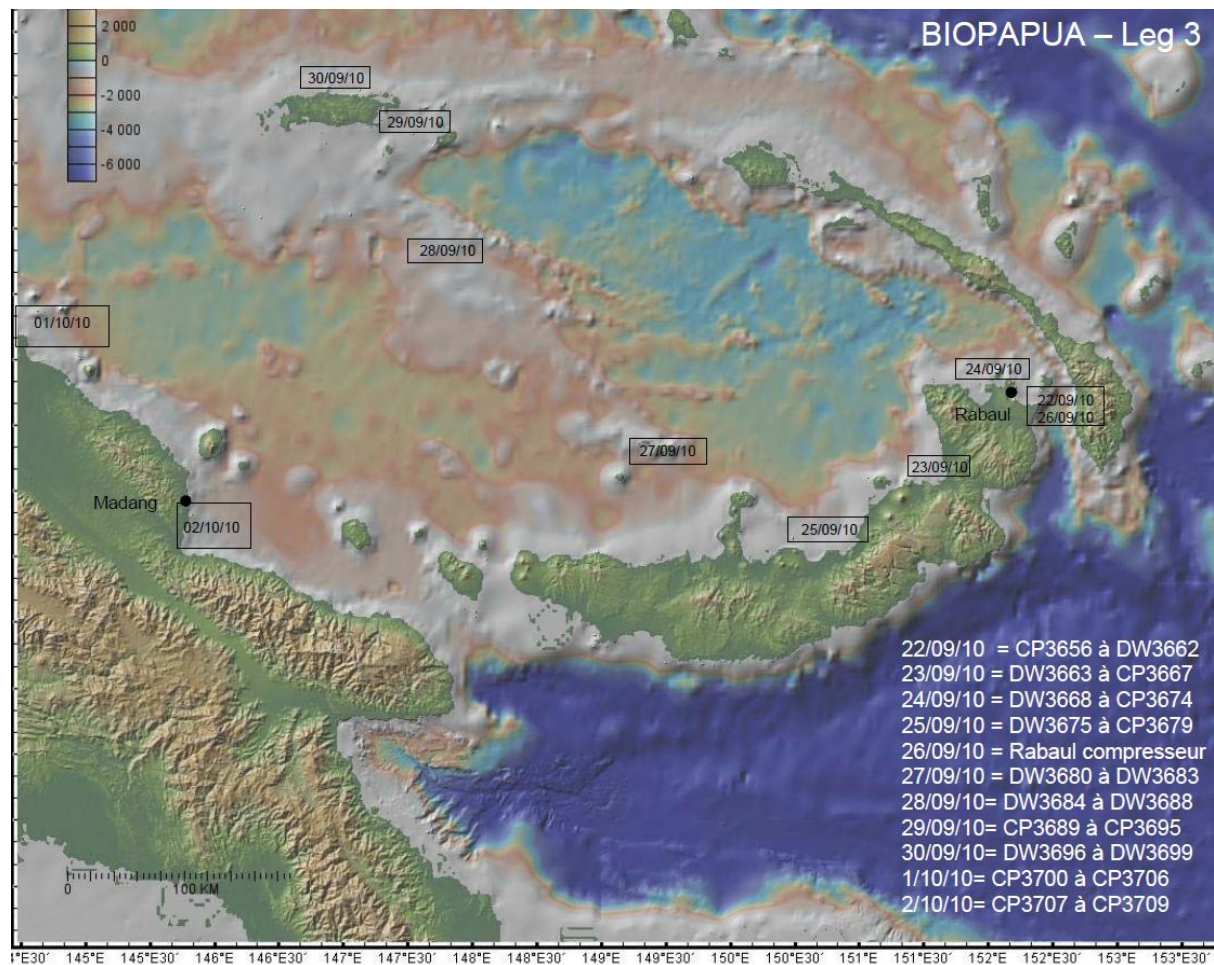 BIOPAPUA – Leg 3
2 000
0
-2 000
-4 000
-6 000
30/09/10
29/09/10
28/09/10
01/10/10
24/09/10
22/09/10
26/09/10
Rabaul
27/09/10
23/09/10
Madang
02/10/10
25/09/10
22/09/10 = CP3656 à DW3662
23/09/10 = DW3663 à CP3667
24/09/10 = DW3668 à CP3674
25/09/10 = DW3675 à CP3679
26/09/10 = Rabaul compresseur
27/09/10 = DW3680 à DW3683
28/09/10= DW3684 à DW3688
29/09/10= CP3689 à CP3695
30/09/10= DW3696 à DW3699
1/10/10= CP3700 à CP3706
2/10/10= CP3707 à CP3709
0 100 KM
145°E 145°E30' 146°E 146°E30' 147°E 147°E30' 148°E 148°E30' 149°E 149°E30' 150°E 150°E30' 151°E 151°E30' 152°E 152°E30' 153°E 153°E30'